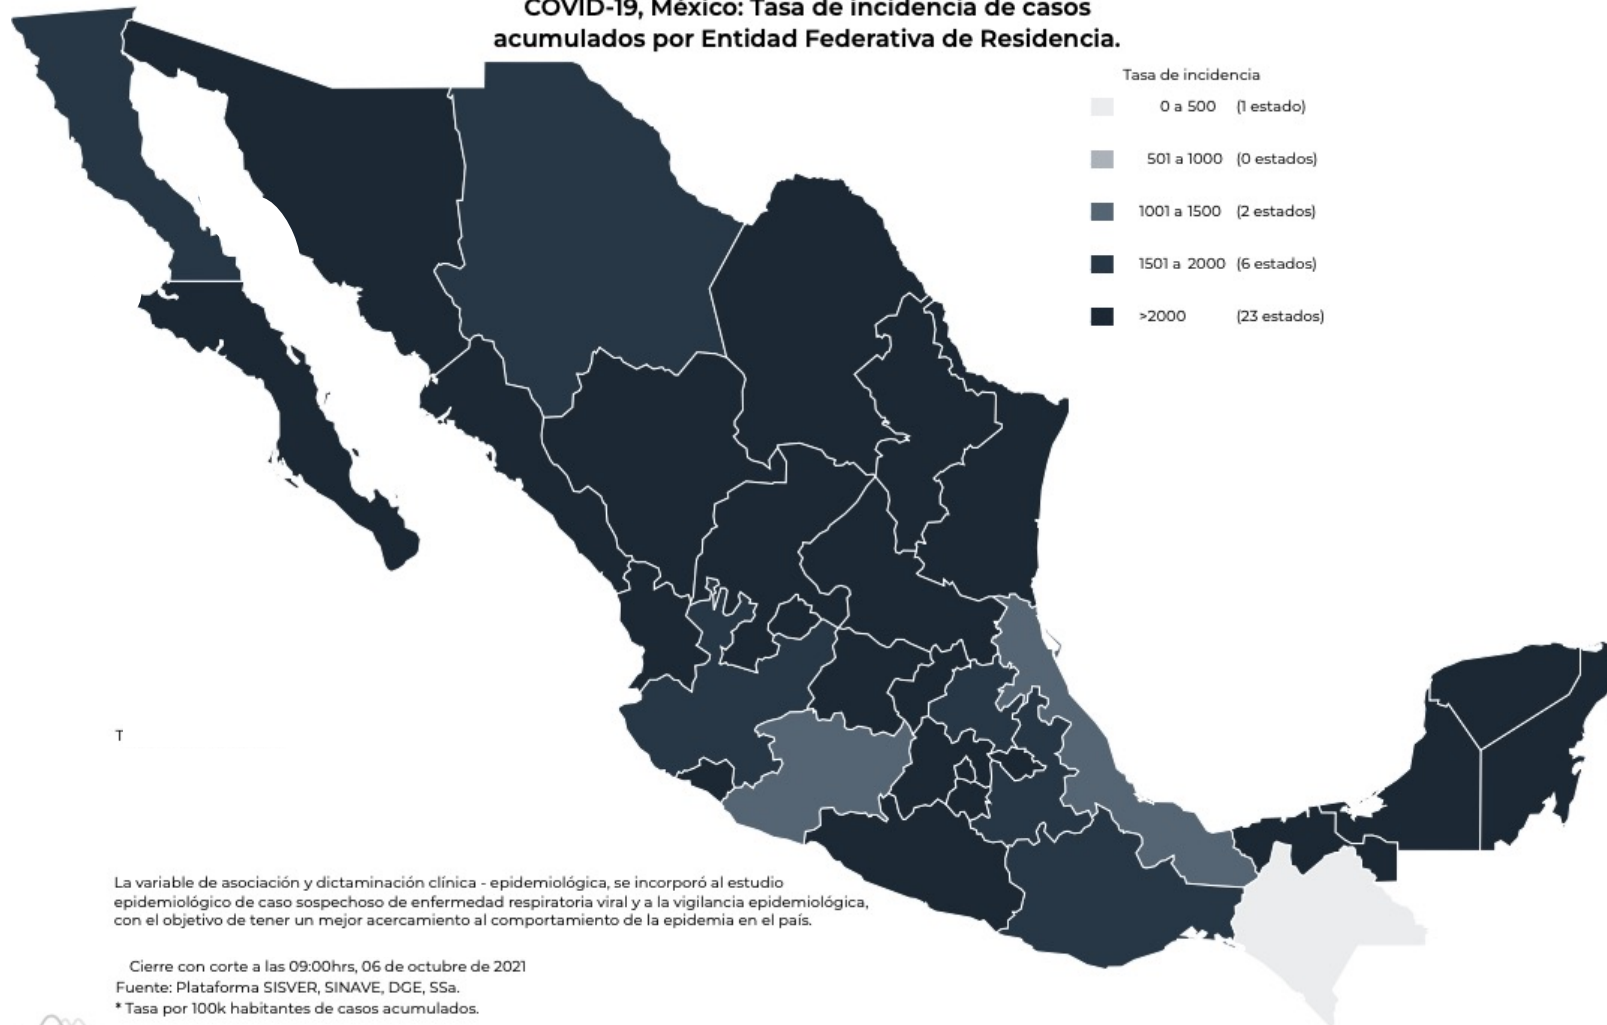 COVID-19, México: Tasa de incidencia de casos
acumulados por Entidad Federativa de Residencia.
Tasa de incidencia
0 a 500 (1 estado)
501 a 1000 (0 estados)
1001 a 1500 (2 estados)
1501 a 2000 (6 estados)
>2000 (23 estados)
T
La variable de asociación y dictaminación clínica - epidemiológica, se incorporó al estudio
epidemiológico de caso sospechoso de enfermedad respiratoria viral y a la vigilancia epidemiológica,
con el objetivo de tener un mejor acercamiento al comportamiento de la epidemia en el país.
Cierre con corte a las 09:00hrs, 06 de octubre de 2021
Fuente: Plataforma SISVER, SINAVE, DGE, SSa.
* Tasa por 100k habitantes de casos acumulados.